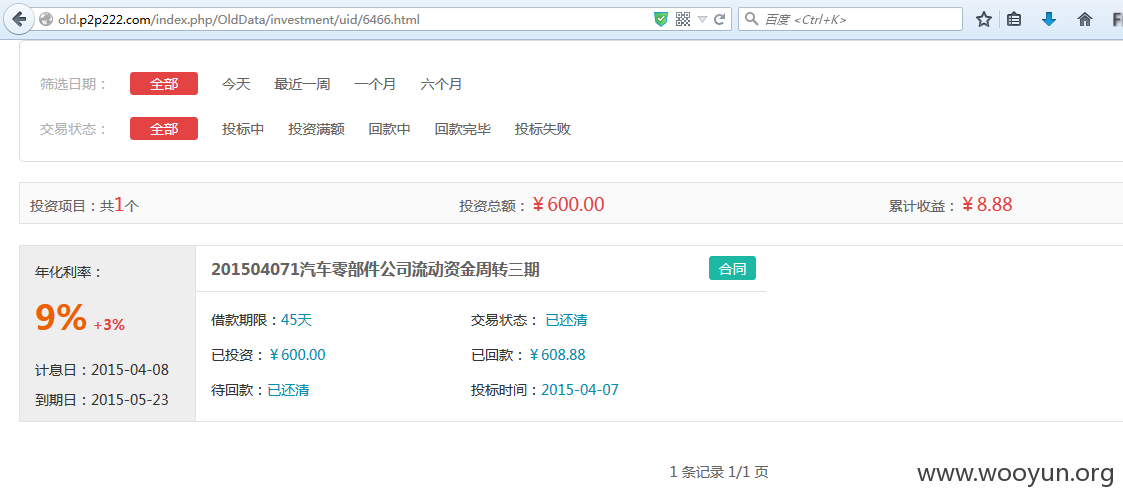 old.p2p222.com/index.php/OldData/investment/uid/6466.html 百度 <Ctrl+K>
筛选日期： 全部 今天 最近一周 一个月 六个月
交易状态： 全部 投标中 投资满额 回款中 回款完毕 投标失败
投资项目：共1个 投资总额：￥600.00 累计收益：￥8.88
年化利率： 201504071汽车零部件公司流动资金周转三期 合同
9% +3% 借款期限：45天 交易状态： 已还清
已投资：￥600.00 已回款：￥608.88
计息日：2015-04-08 待回款：已还清 投标时间：2015-04-07
到期日：2015-05-23
1 条记录 1/1 页
www.wooyun.org